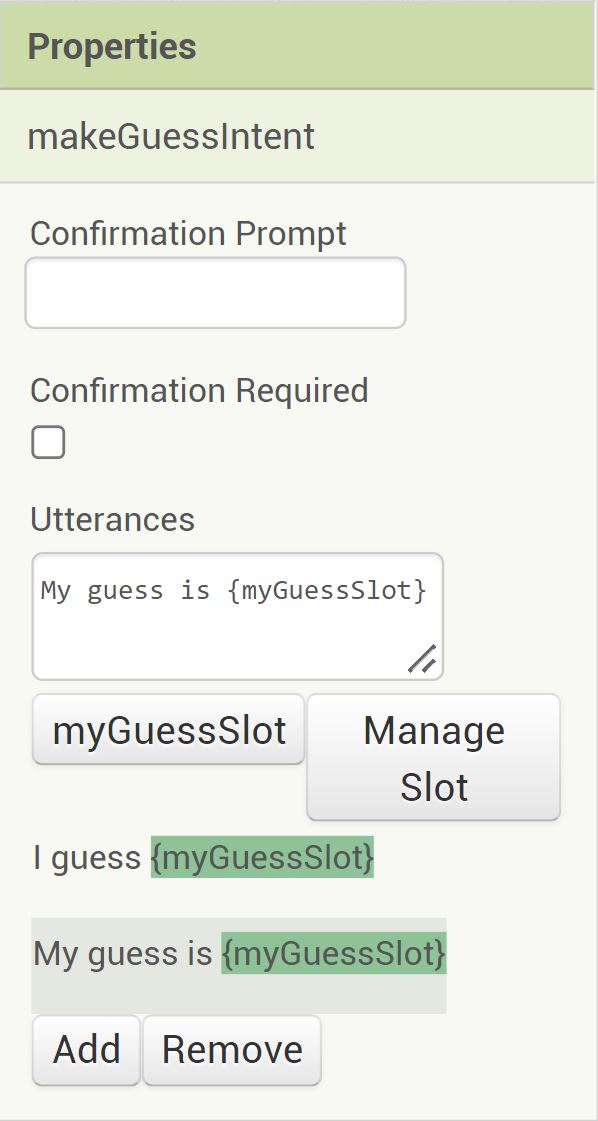 Properties
makeGuessIntent
Confirmation Prompt
Confirmation Required
Utterances
My guess is {myGuessSlot}
myGuessSlot
Manage
Slot
I guess {myGuessSlot}
My guess is {myGuessSlot}
Add
Remove